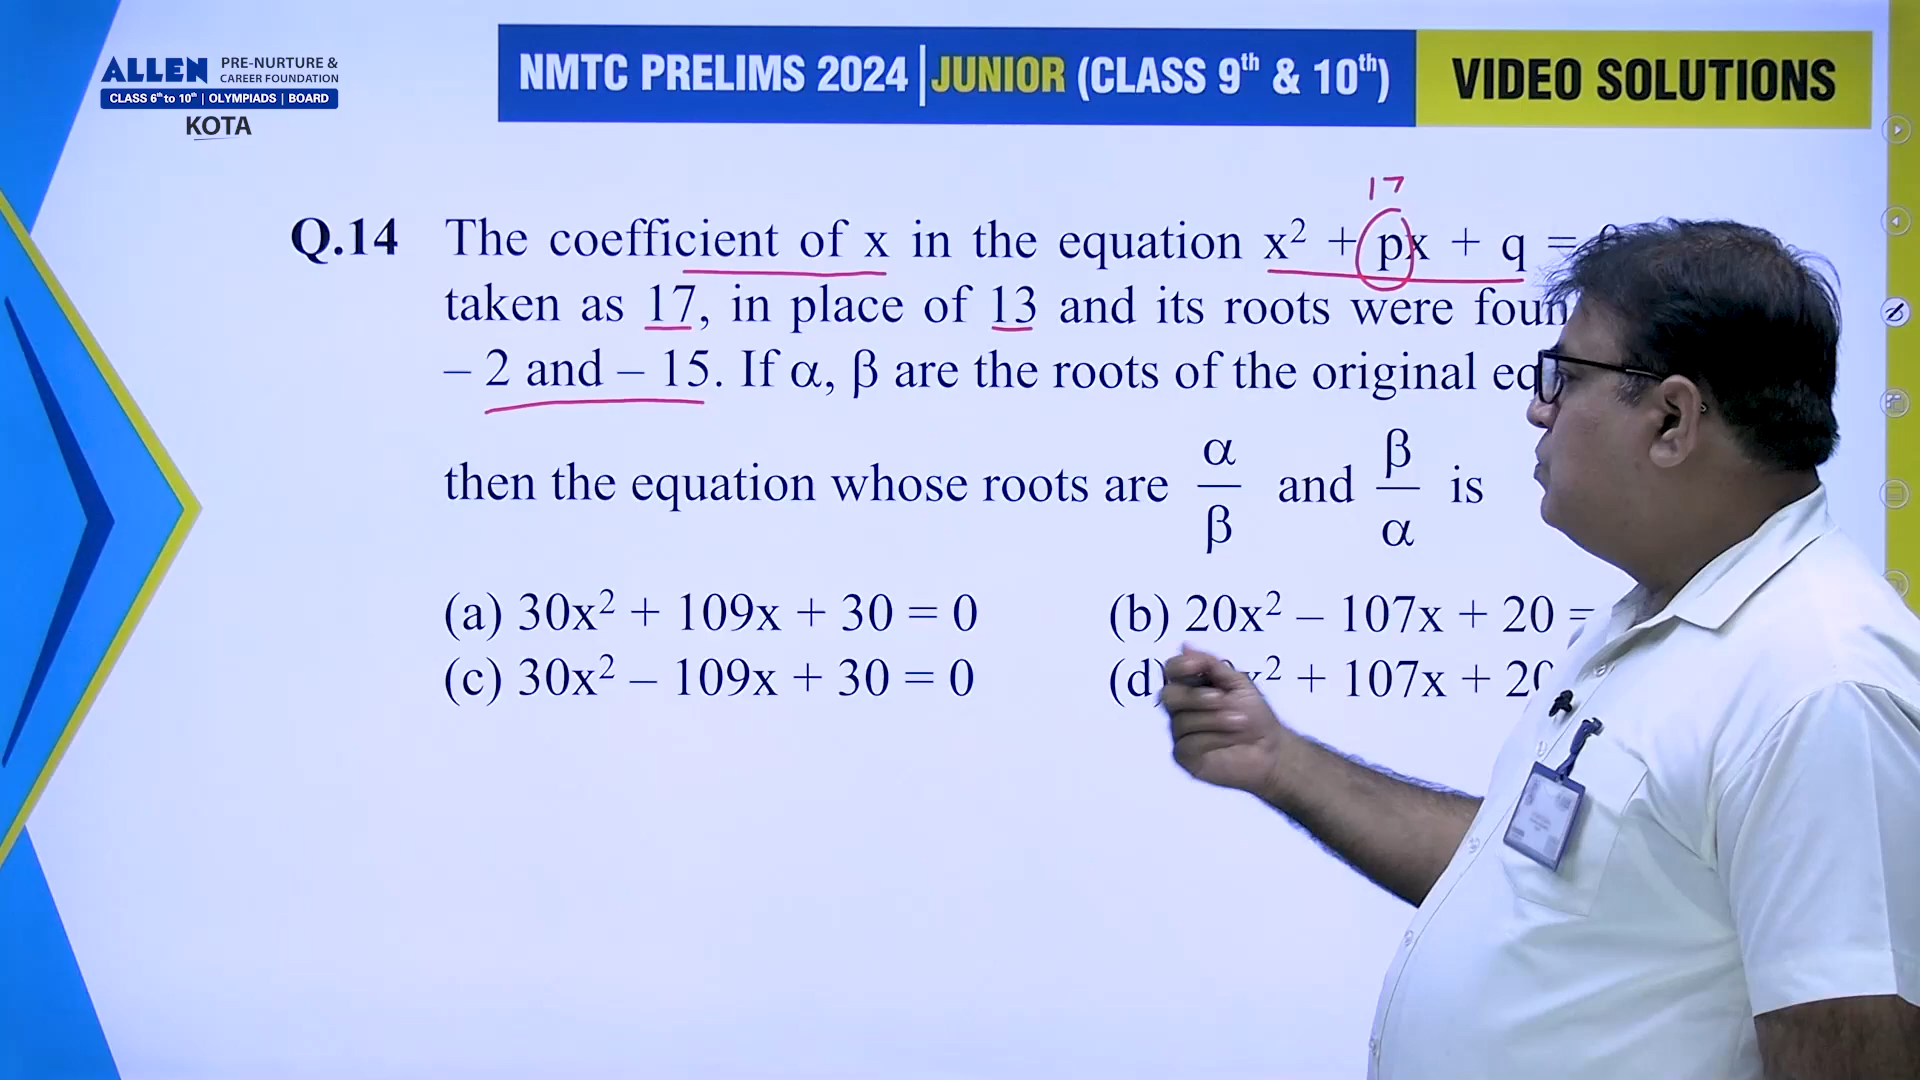 ALLEN PRE-NURTURE &
CAREER FOUNDATION
CLASS 6th to 10th | OLYMPIADS | BOARD
KOTA
NMTC PRELIMS 2024 | JUNIOR (CLASS 9th & 10th) VIDEO SOLUTIONS
17
Q.14 The coefficient of x in the equation x² + px + q =
taken as 17, in place of 13 and its roots were
– 2 and – 15. If α, β are the roots of the original
then the equation whose roots are α/β and β/α is
(a) 30x² + 109x + 30 = 0 (b) 20x² – 107x + 20 =
(c) 30x² – 109x + 30 = 0 (d) x² + 107x + 20